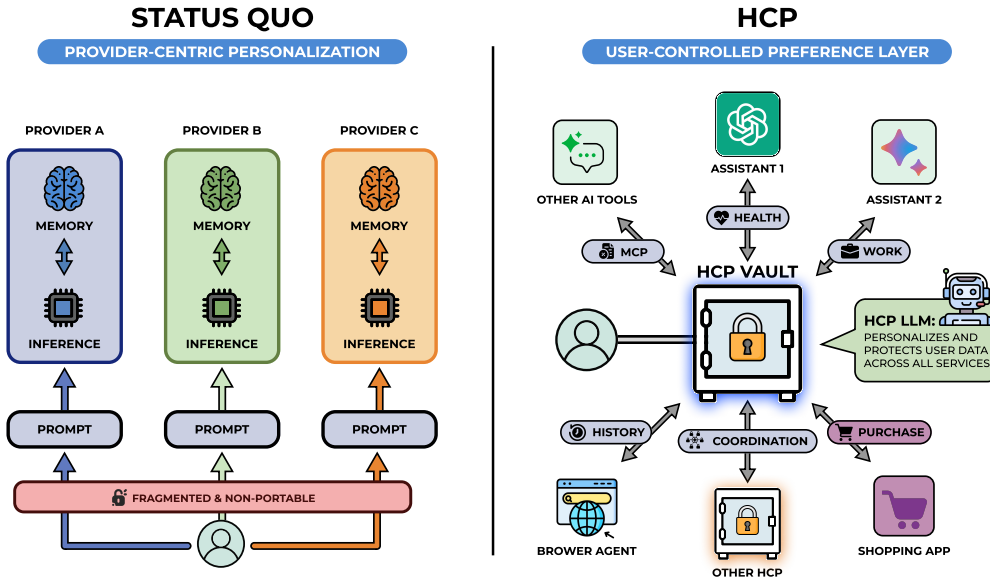 STATUS QUO
PROVIDER-CENTRIC PERSONALIZATION
PROVIDER A
PROVIDER B
PROVIDER C
MEMORY
MEMORY
MEMORY
INFERENCE
INFERENCE
INFERENCE
PROMPT
PROMPT
PROMPT
FRAGMENTED & NON-PORTABLE
HCP
USER-CONTROLLED PREFERENCE LAYER
OTHER AI TOOLS
ASSISTANT 1
ASSISTANT 2
HEALTH
MCP
WORK
HCP VAULT
HCP LLM:
PERSONALIZES AND
PROTECTS USER DATA
ACROSS ALL SERVICES
HISTORY
COORDINATION
PURCHASE
BROWER AGENT
OTHER HCP
SHOPPING APP